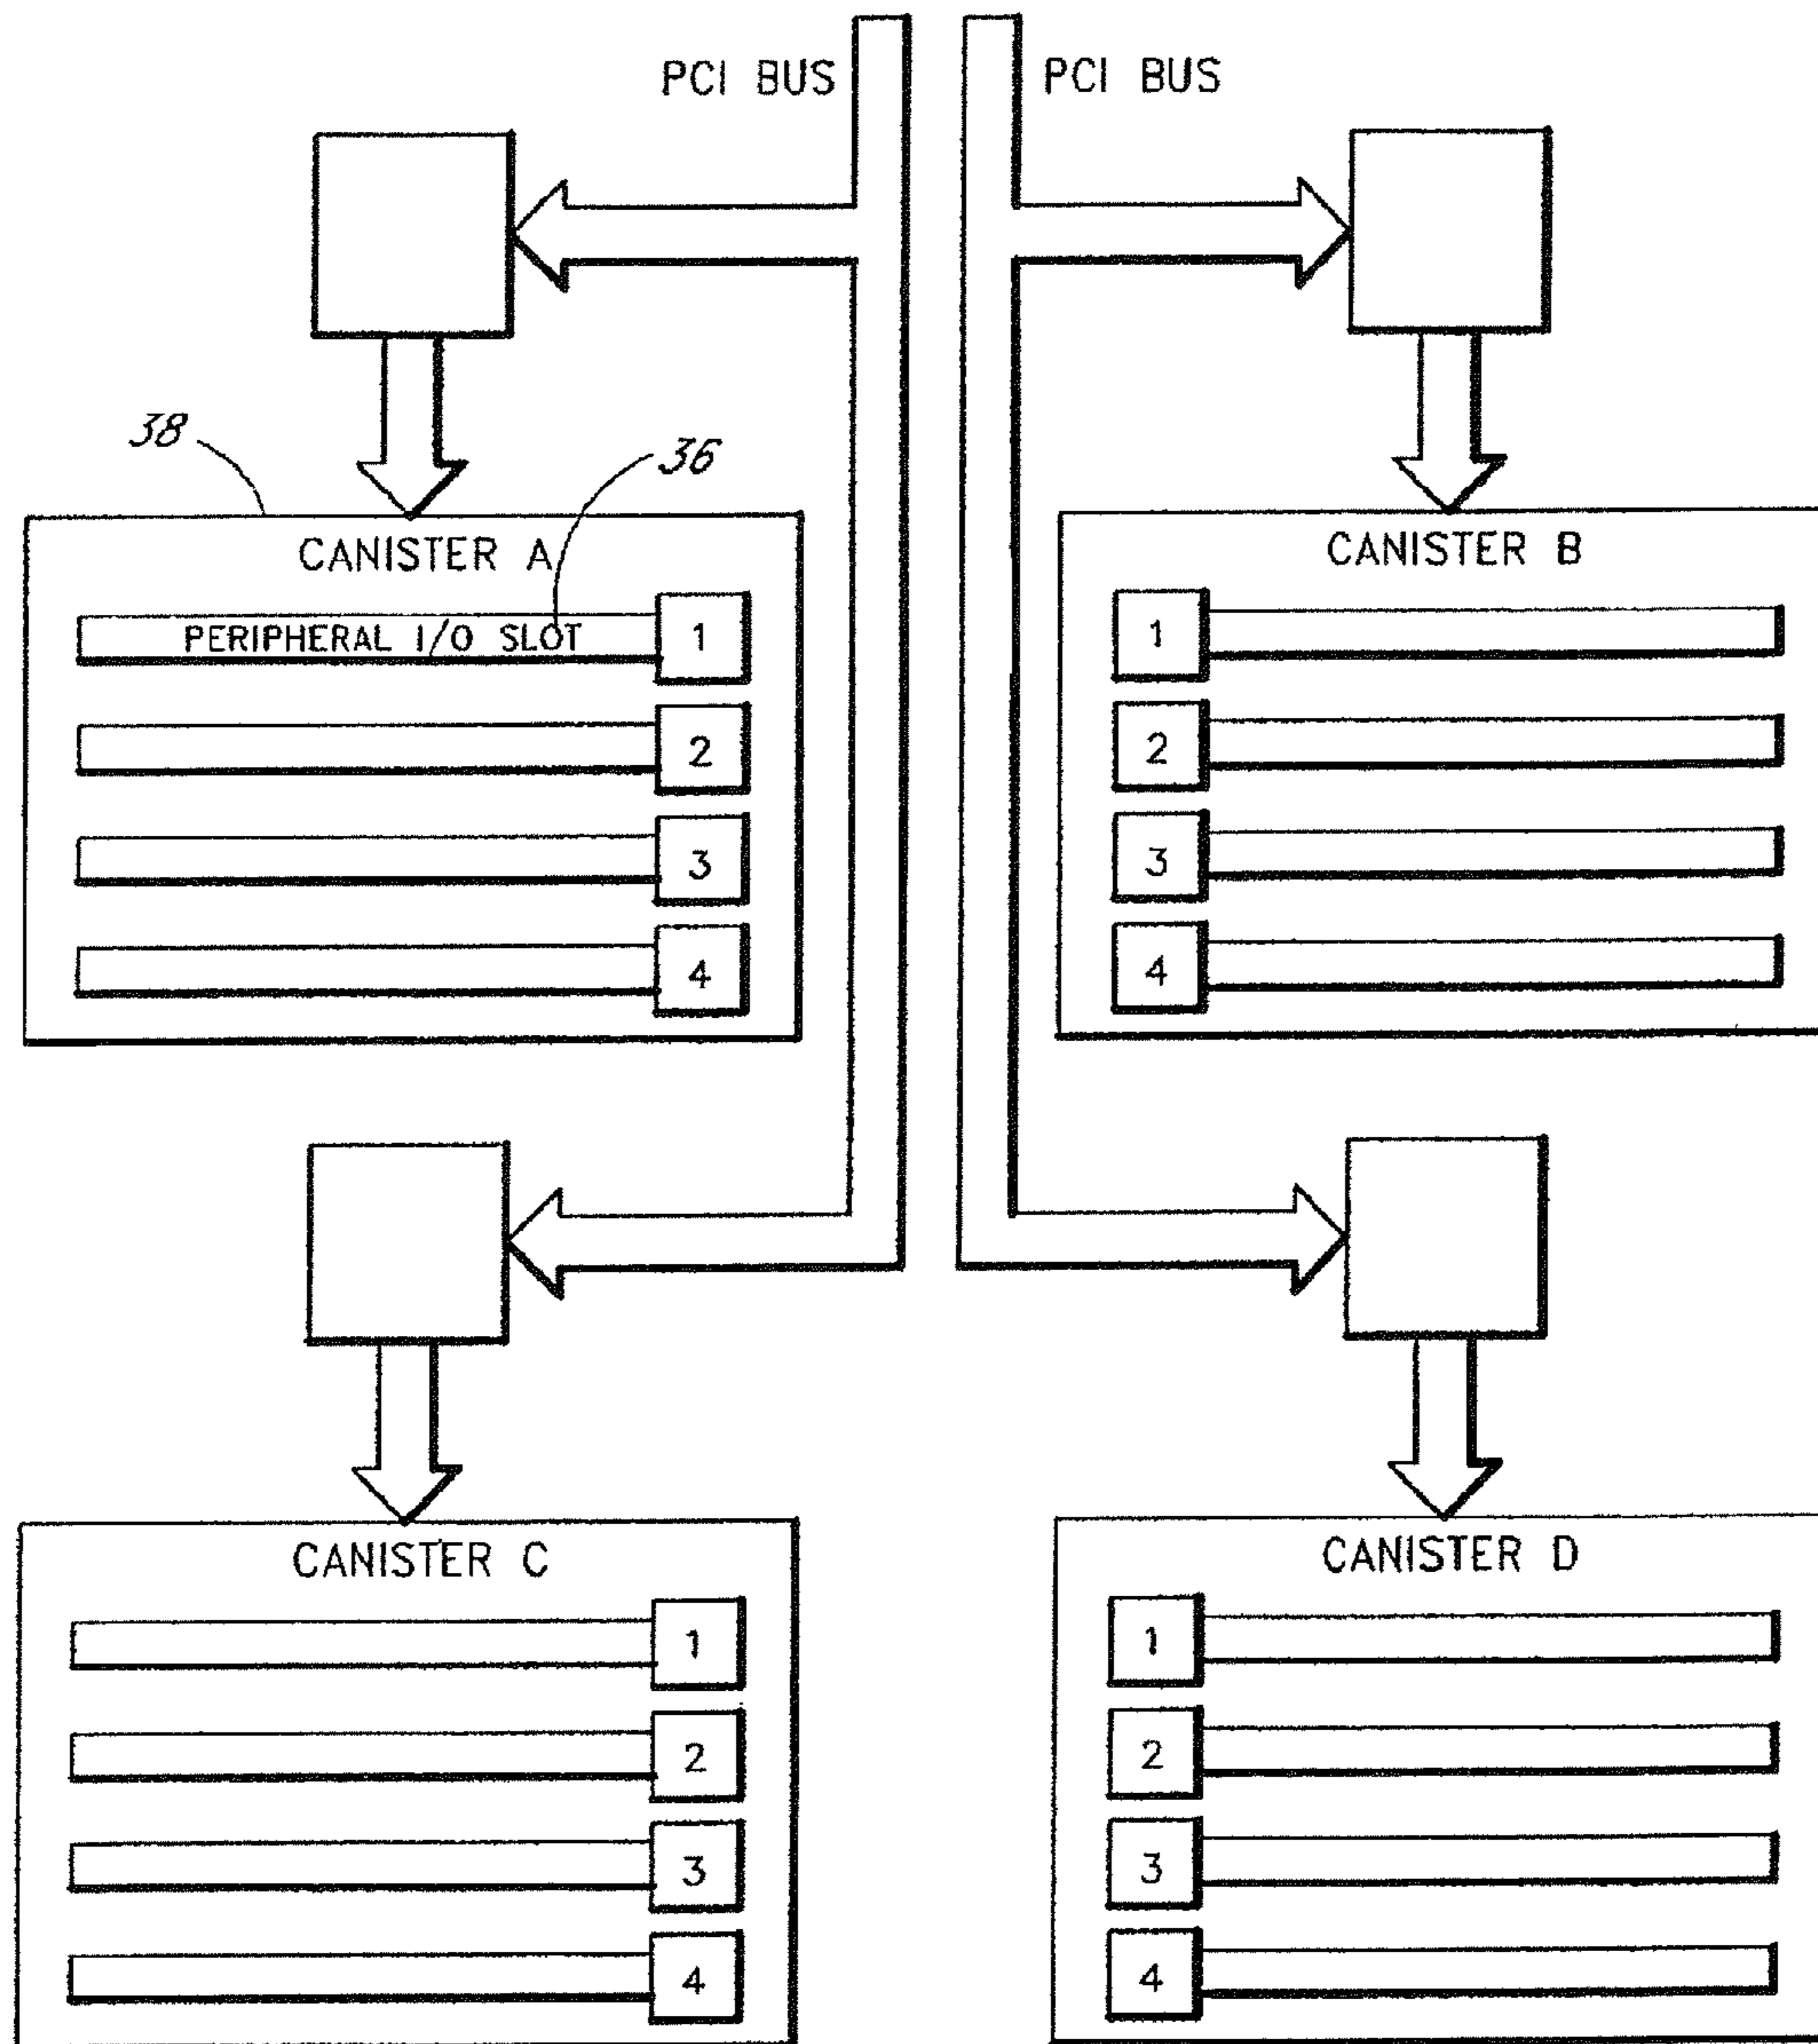 PCI BUS
PCI BUS
38
36
CANISTER A
PERIPHERAL I/O SLOT
1
2
3
4
CANISTER B
1
2
3
4
CANISTER C
1
2
3
4
CANISTER D
1
2
3
4